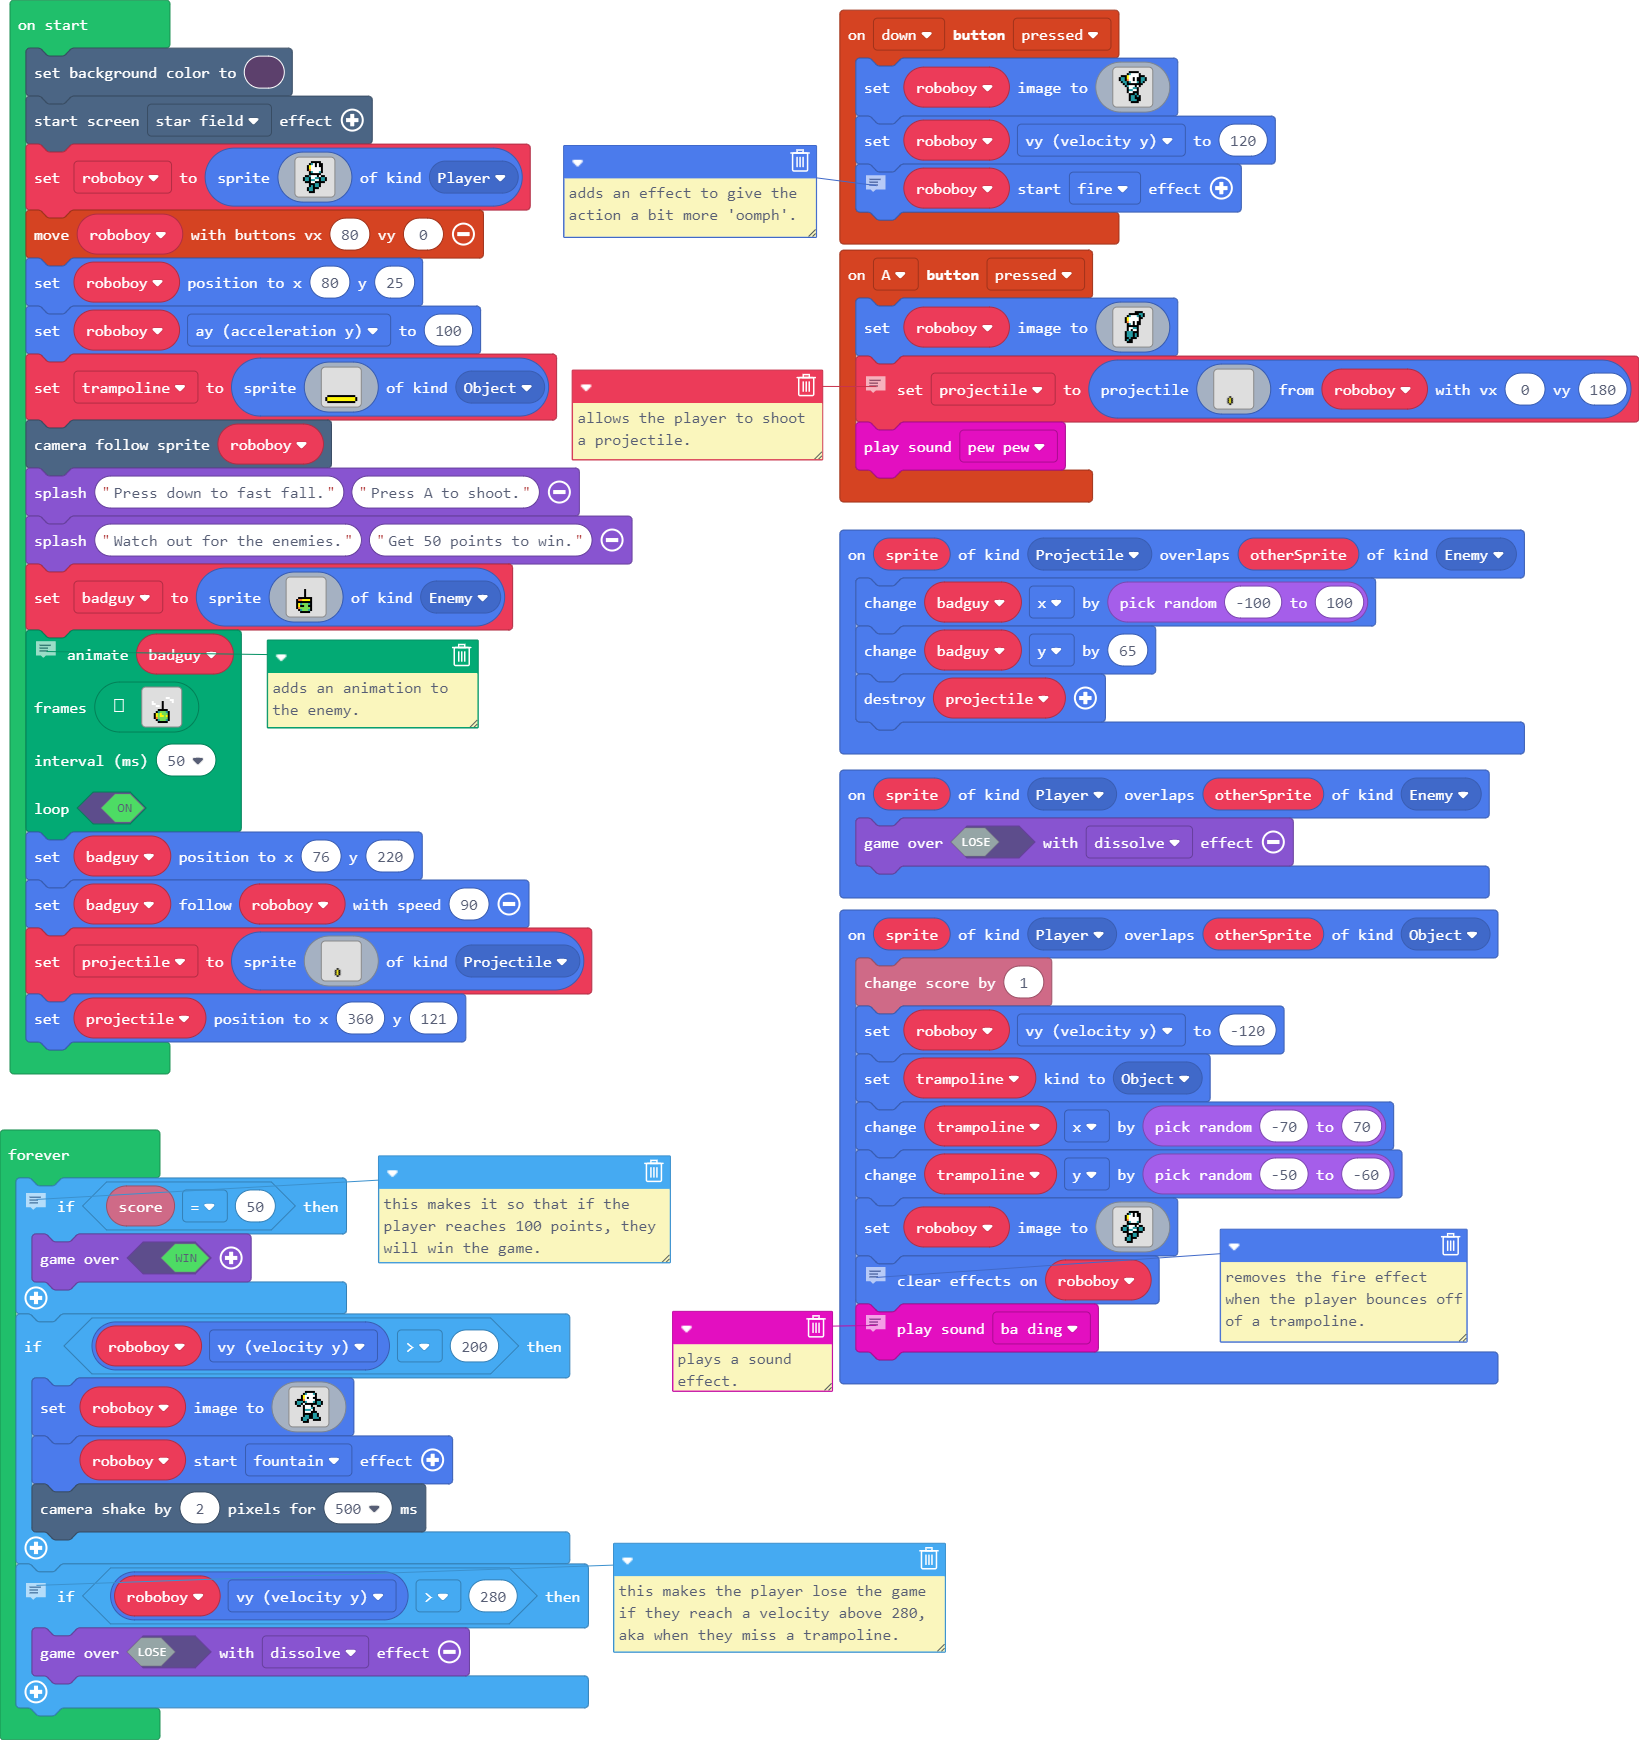 on start
set background color to
start screen star field effect
set roboboy to sprite of kind Player
move roboboy with buttons vx 80 vy 0
set roboboy position to x 80 y 25
set roboboy ay (acceleration y) to 100
set trampoline to sprite of kind Object
camera follow sprite roboboy
splash "Press down to fast fall." "Press A to shoot."
splash "Watch out for the enemies." "Get 50 points to win."
set badguy to sprite of kind Enemy
animate badguy
frames
interval (ms) 50
loop ON
adds an animation to
the enemy.
set badguy position to x 76 y 220
set badguy follow roboboy with speed 90
set projectile to sprite of kind Projectile
set projectile position to x 360 y 121
forever
if score = 50 then
game over WIN
this makes it so that if the
player reaches 100 points, they
will win the game.
if roboboy vy (velocity y) > 200 then
set roboboy image to
roboboy start fountain effect
camera shake by 2 pixels for 500 ms
if roboboy vy (velocity y) > 280 then
game over LOSE with dissolve effect
this makes the player lose the game
if they reach a velocity above 280,
aka when they miss a trampoline.
on down button pressed
set roboboy image to
set roboboy vy (velocity y) to 120
roboboy start fire effect
adds an effect to give the
action a bit more 'oomph'.
on A button pressed
set roboboy image to
set projectile to projectile from roboboy with vx 0 vy 180
play sound pew pew
allows the player to shoot
a projectile.
on sprite of kind Projectile overlaps otherSprite of kind Enemy
change badguy x by pick random -100 to 100
change badguy y by 65
destroy projectile
on sprite of kind Player overlaps otherSprite of kind Enemy
game over LOSE with dissolve effect
on sprite of kind Player overlaps otherSprite of kind Object
change score by 1
set roboboy vy (velocity y) to -120
set trampoline kind to Object
change trampoline x by pick random -70 to 70
change trampoline y by pick random -50 to -60
set roboboy image to
clear effects on roboboy
play sound ba ding
removes the fire effect
when the player bounces off
of a trampoline.
plays a sound
effect.